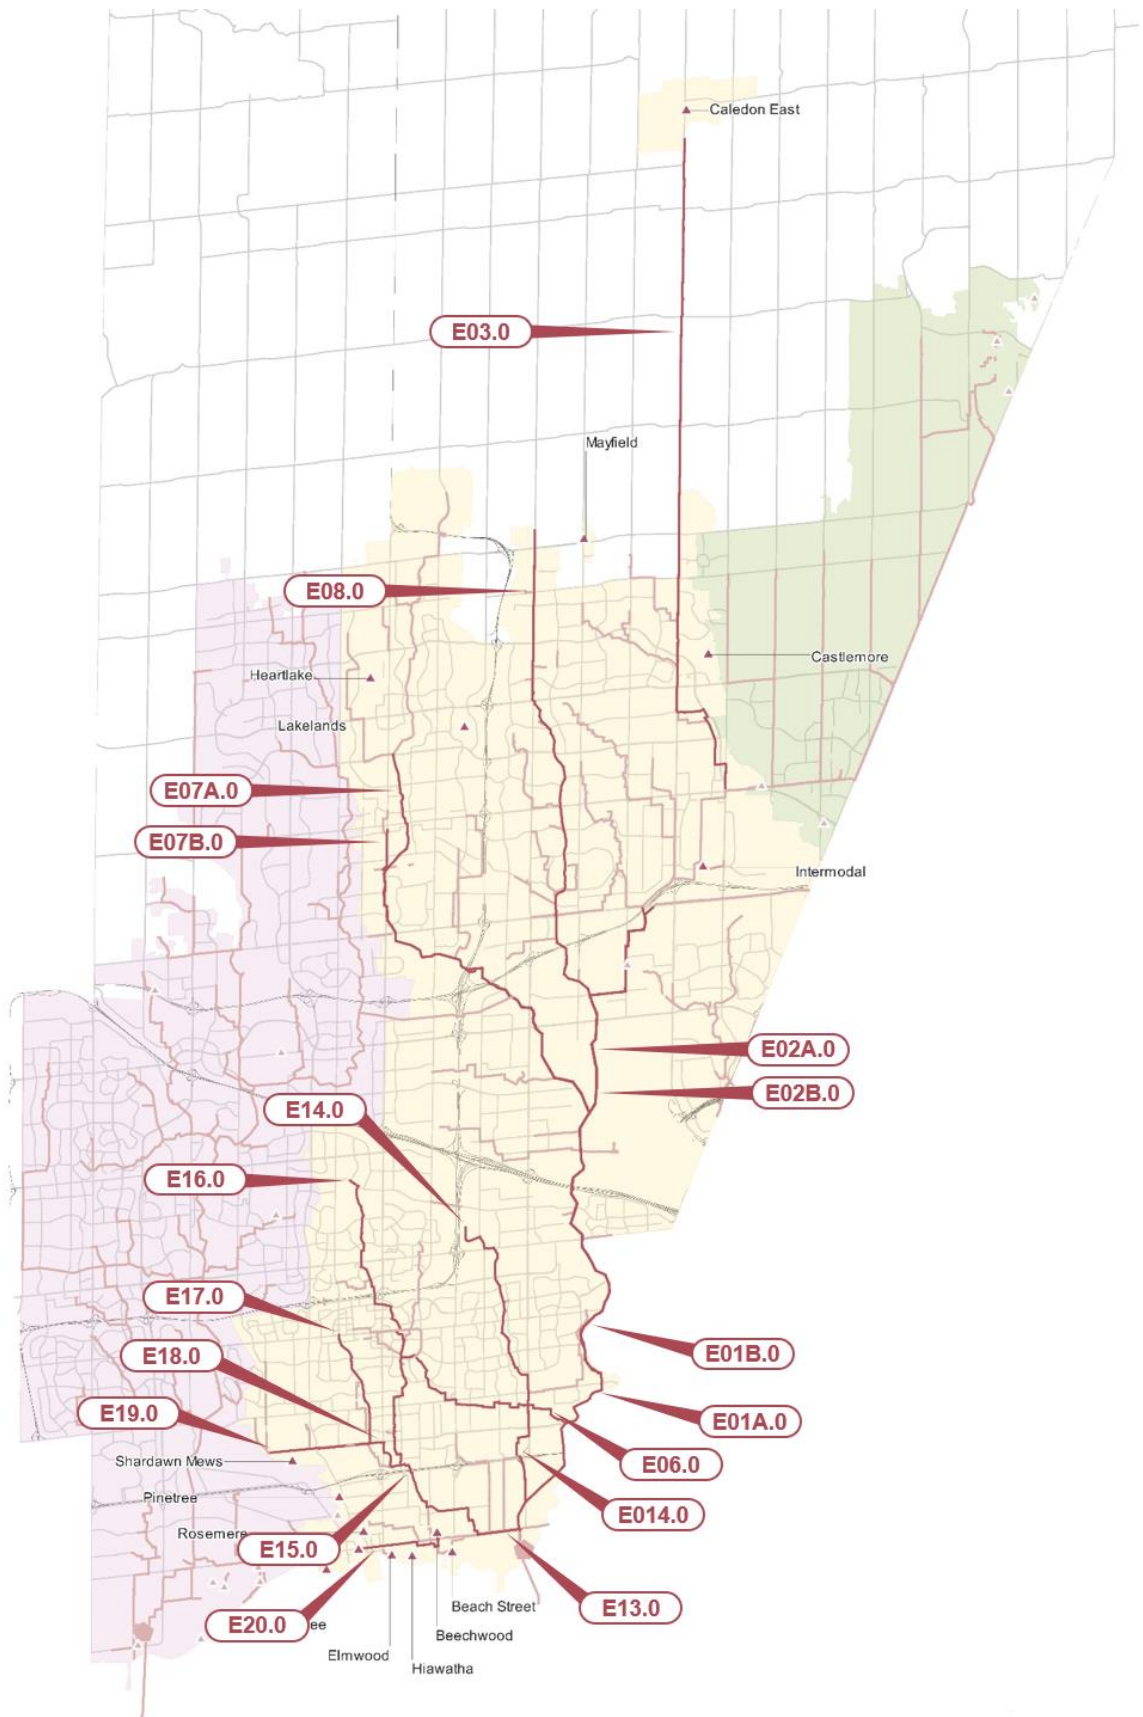 Caledon East
E03.0
Mayfield
E08.0
Castlemore
Heartlake
Lakelands
E07A.0
E07B.0
Intermodal
E02A.0
E02B.0
E14.0
E16.0
E17.0
E01B.0
E18.0
E19.0
E01A.0
Shardawn Mews
E06.0
Pinetree
E014.0
Rosemere
E15.0
E13.0
Beach Street
E20.0
ee
Beechwood
Elmwood
Hiawatha